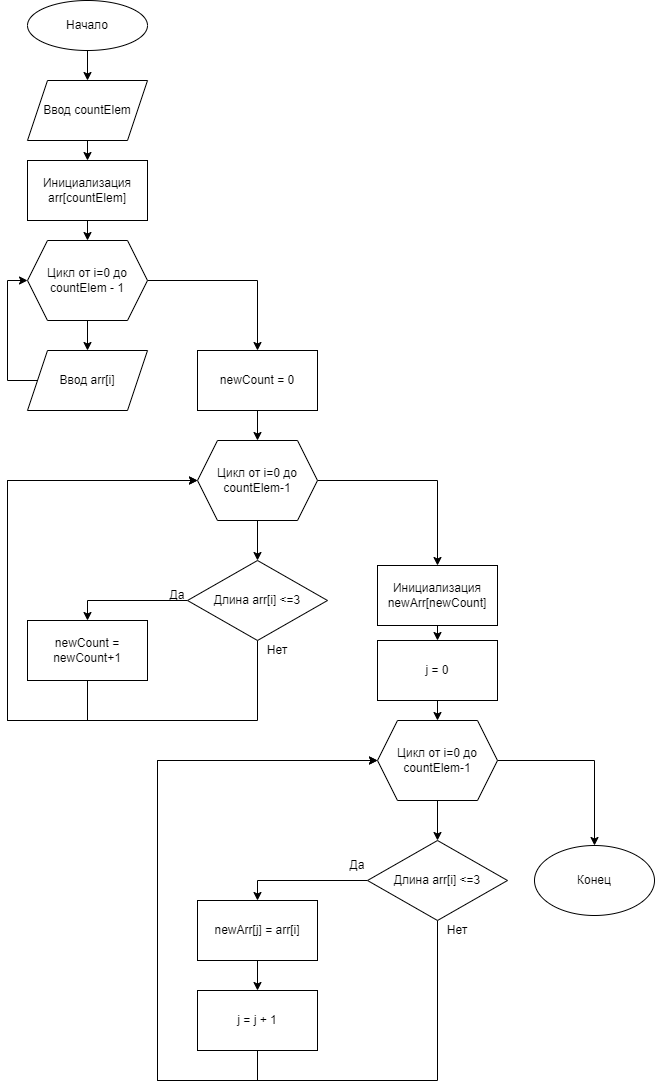 Начало
Ввод countElem
Инициализация
arr[countElem]
Цикл от i=0 до
countElem - 1
Ввод arr[i]
newCount = 0
Цикл от i=0 до
countElem-1
Длина arr[i] <=3
Да
newCount =
newCount+1
Нет
Инициализация
newArr[newCount]
j = 0
Цикл от i=0 до
countElem-1
Длина arr[i] <=3
Да
Нет
newArr[j] = arr[i]
j = j + 1
Конец